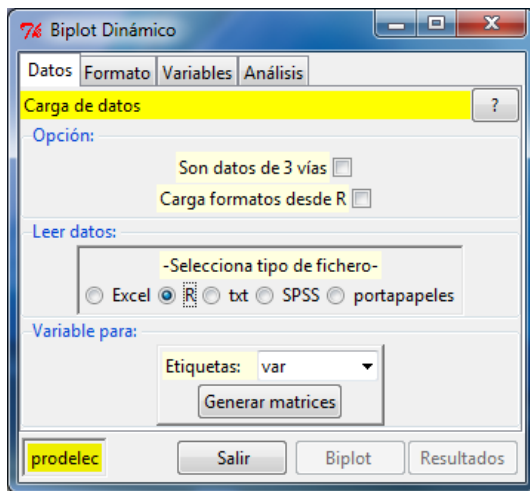 Biplot Dinámico
Datos Formato Variables Análisis
Carga de datos ?
Opción:
Son datos de 3 vías
Carga formatos desde R
Leer datos:
-Selecciona tipo de fichero-
Excel R txt SPSS portapapeles
Variable para:
Etiquetas: var
Generar matrices
prodelec Salir Biplot Resultados